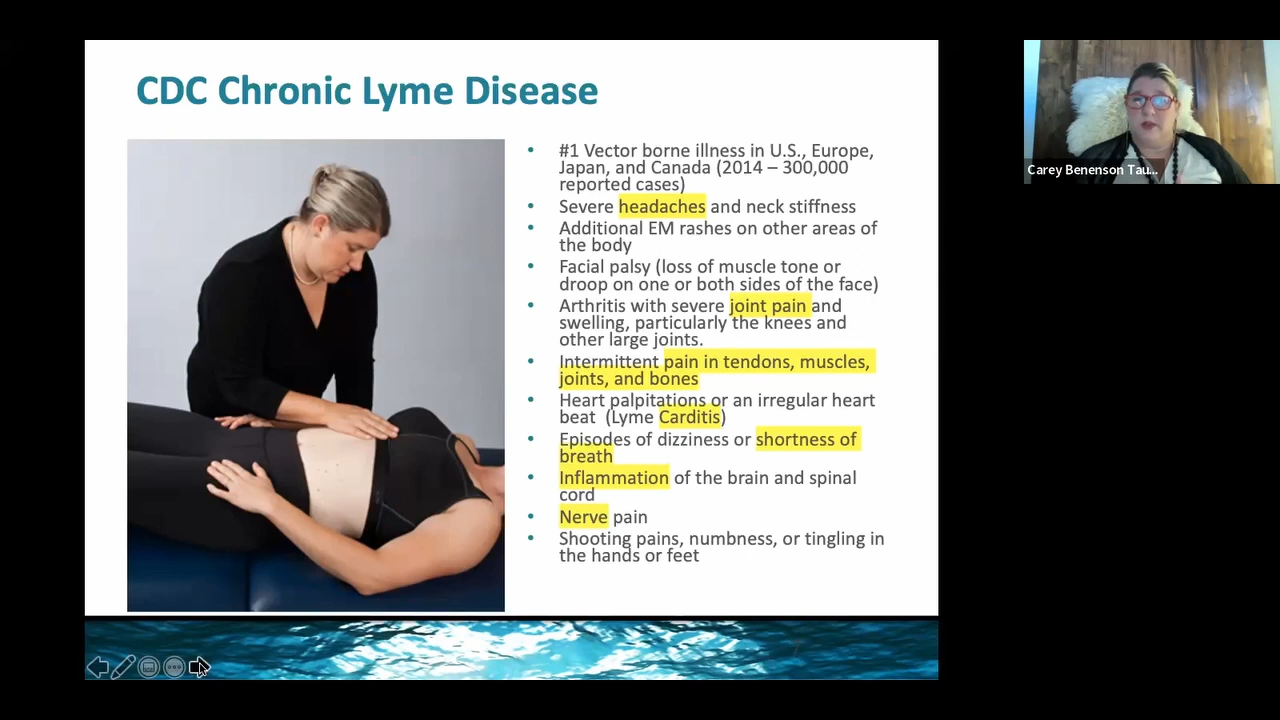 CDC Chronic Lyme Disease
• #1 Vector borne illness in U.S., Europe,
Japan, and Canada (2014 – 300,000
reported cases)
• Severe headaches and neck stiffness
• Additional EM rashes on other areas of
the body
• Facial palsy (loss of muscle tone or
droop on one or both sides of the face)
• Arthritis with severe joint pain and
swelling, particularly the knees and
other large joints.
• Intermittent pain in tendons, muscles,
joints, and bones
• Heart palpitations or an irregular heart
beat (Lyme Carditis)
• Episodes of dizziness or shortness of
breath
• Inflammation of the brain and spinal
cord
• Nerve pain
• Shooting pains, numbness, or tingling in
the hands or feet
Carey Benenson Tau...